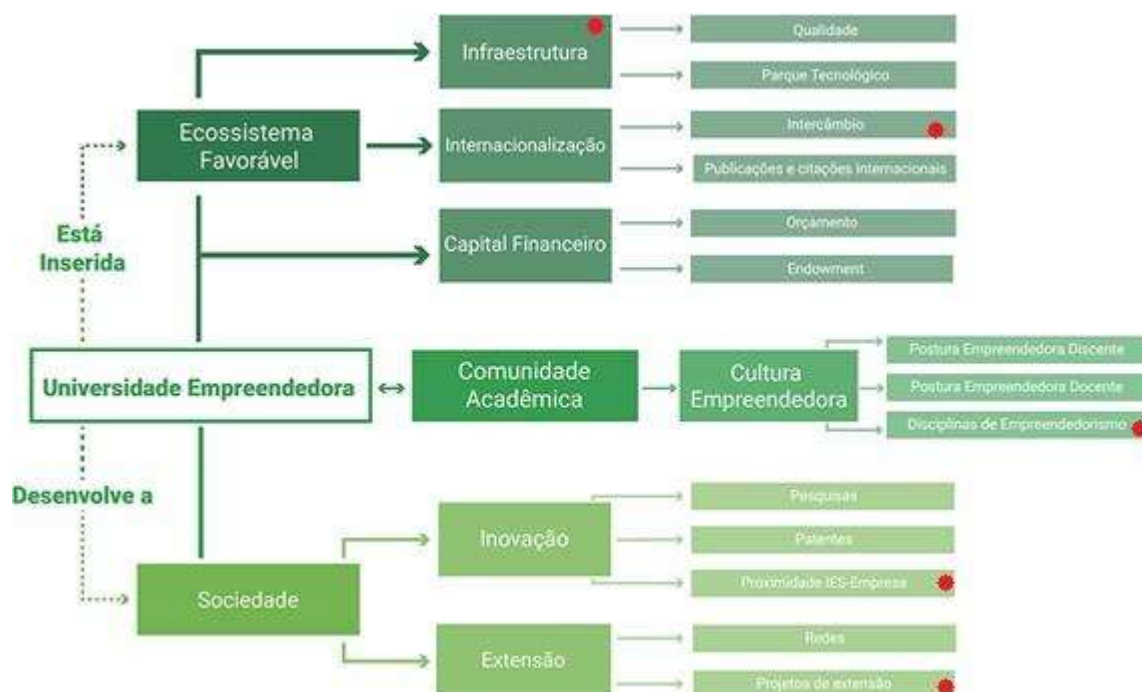 Infraestrutura
Qualidade
Parque Tecnológico
Ecossistema
Favorável
Internacionalização
Intercâmbio
Publicações e citações Internacionais
Está
Inserida
Capital Financeiro
Orçamento
Endowment
Universidade Empreendedora
Comunidade
Acadêmica
Cultura
Empreendedora
Postura Empreendedora Discente
Postura Empreendedora Docente
Disciplinas de Empreendedorismo
Desenvolve a
Sociedade
Inovação
Pesquisas
Patentes
Proximidade IES-Empresa
Extensão
Redes
Projetos de extensão